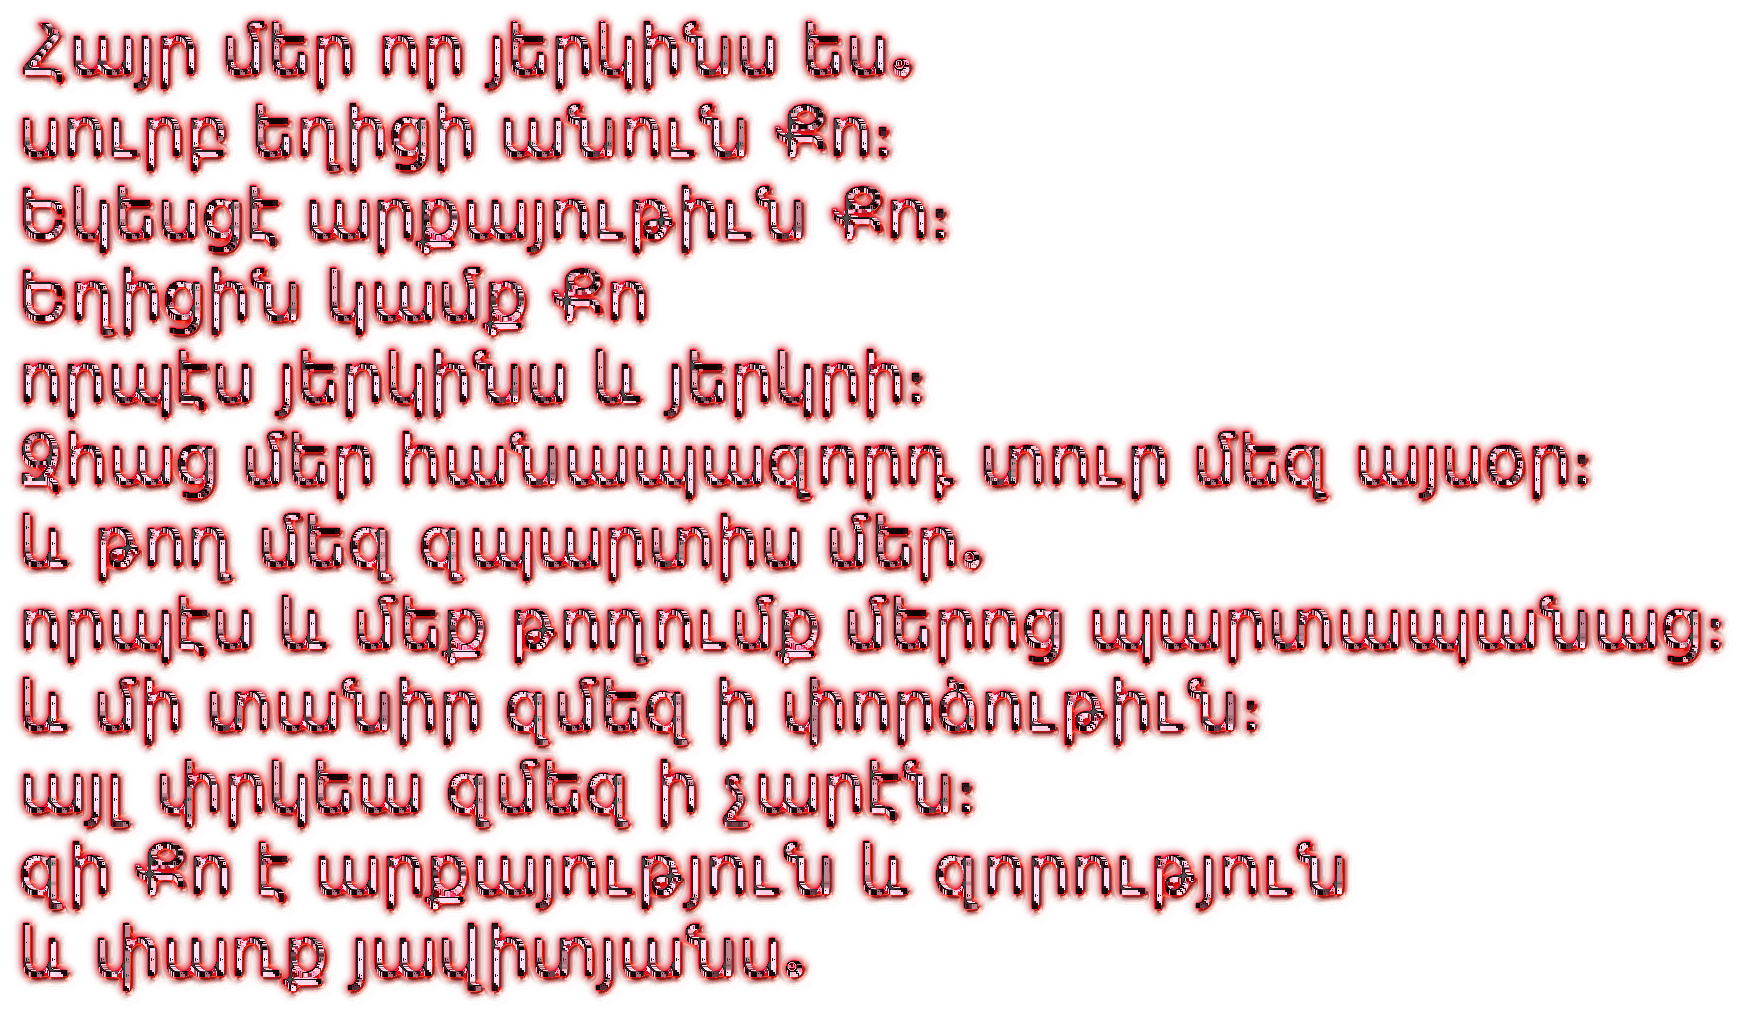 Հայր մեր որ յերկինս ես.
սուրբ եղիցի անուն Քո:
Եկեսցէ արքայութիւն Քո:
Եղիցին կամք Քո
որպէս յերկինս և յերկրի:
Զհաց մեր հանապազորդ տուր մեզ այսօր:
և թող մեզ զպարտիս մեր.
որպէս և մեք թողումք մերոց պարտապանաց:
և մի տանիր զմեզ ի փորձութիւն:
այլ փրկեա զմեզ ի չարէն:
զի Քո է արքայություն և զորություն
և փառք յավիտյանս.